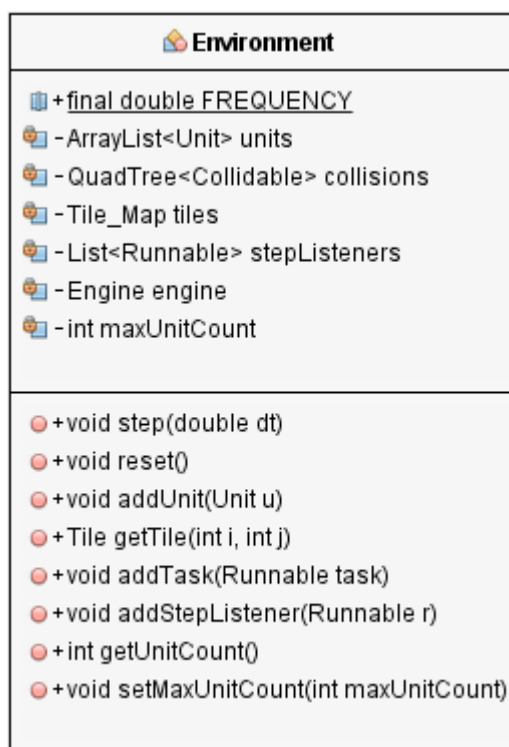 Environment
+final double FREQUENCY
-ArrayList<Unit> units
-QuadTree<Collidable> collisions
-Tile_Map tiles
-List<Runnable> stepListeners
-Engine engine
-int maxUnitCount
+void step(double dt)
+void reset()
+void addUnit(Unit u)
+Tile getTile(int i, int j)
+void addTask(Runnable task)
+void addStepListener(Runnable r)
+int getUnitCount()
+void setMaxUnitCount(int maxUnitCount)